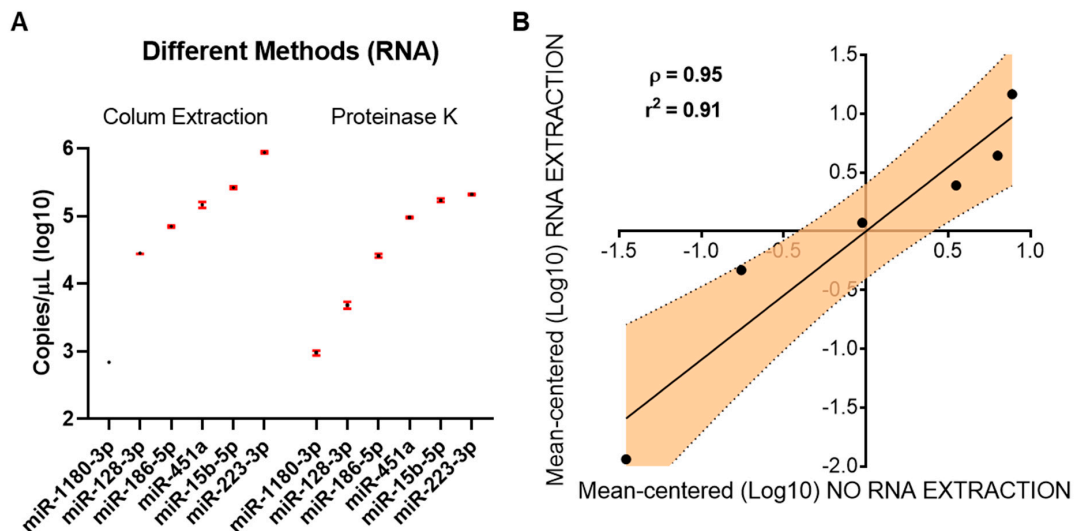 A
Different Methods (RNA)
Colum Extraction
Proteinase K
Copies/μL (log10)
6
5
4
3
2
miR-1180-3p
miR-128-3p
miR-186-5p
miR-451a
miR-15b-5p
miR-223-3p
miR-1180-3p
miR-128-3p
miR-186-5p
miR-451a
miR-15b-5p
miR-223-3p
B
Mean-centered (Log10) RNA EXTRACTION
ρ = 0.95
r² = 0.91
1.5
1.0
0.5
-1.5
-1.0
-0.5
0.5
1.0
-0.5
-1.0
-1.5
-2.0
Mean-centered (Log10) NO RNA EXTRACTION